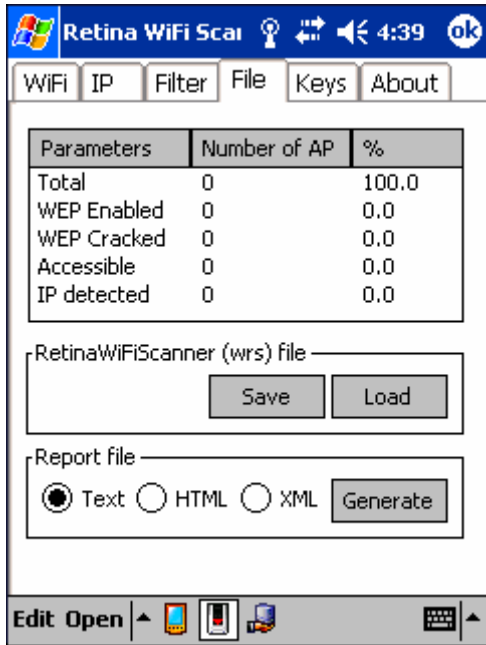 Retina WiFi Scai 4:39 ok
WiFi IP Filter File Keys About
Parameters Number of AP %
Total 0 100.0
WEP Enabled 0 0.0
WEP Cracked 0 0.0
Accessible 0 0.0
IP detected 0 0.0
RetinaWiFiScanner (wrs) file
Save Load
Report file
Text HTML XML Generate
Edit Open